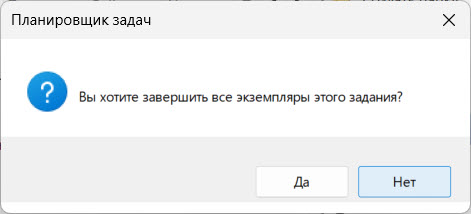 Планировщик задач
Вы хотите завершить все экземпляры этого задания?
Да
Нет